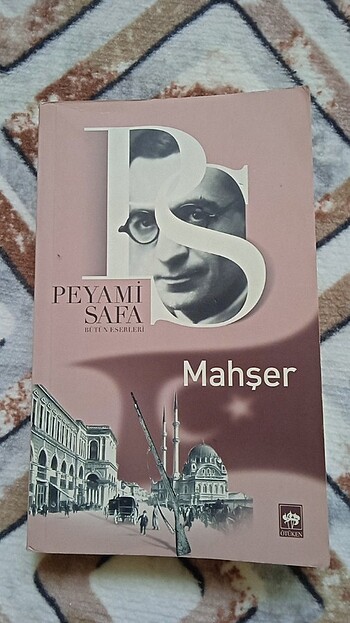 PS
PEYAMİ
SAFA
BÜTÜN ESERLERİ
Mahşer
ÖTÜKEN